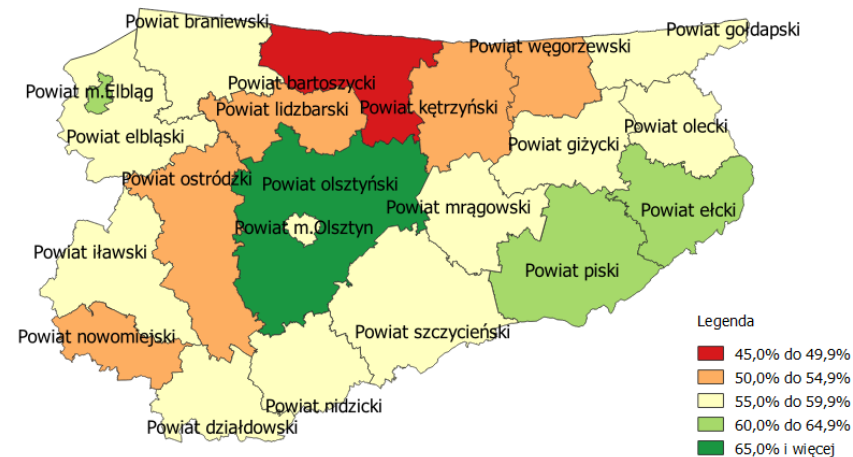 Powiat braniewski
Powiat gołdapski
Powiat węgorzewski
Powiat bartoszycki
Powiat m.Elbląg
Powiat lidzbarski
Powiat kętrzyński
Powiat olecki
Powiat elbląski
Powiat giżycki
Powiat ostródzki
Powiat olsztyński
Powiat mrągowski
Powiat ełcki
Powiat m.Olsztyn
Powiat iławski
Powiat piski
Powiat szczycieński
Powiat nowomiejski
Powiat nidzicki
Powiat działdowski
Legenda
45,0% do 49,9%
50,0% do 54,9%
55,0% do 59,9%
60,0% do 64,9%
65,0% i więcej